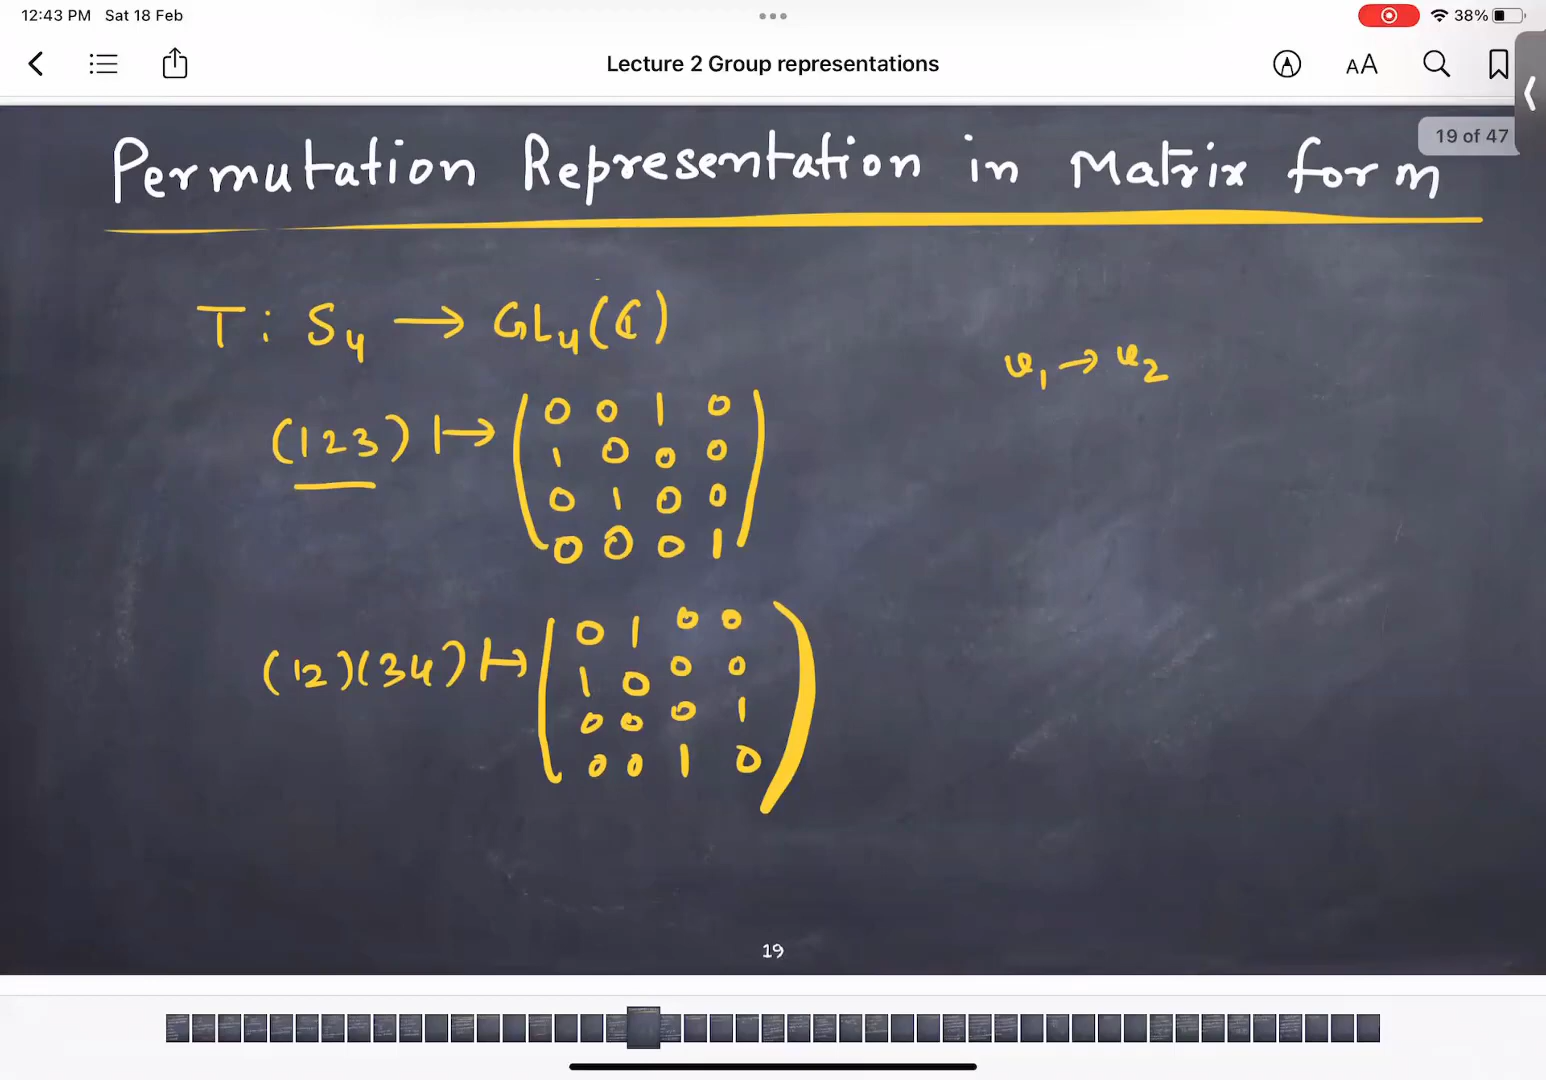 12:43 PM Sat 18 Feb
38%
Lecture 2 Group representations
AA
19 of 47
Permutation Representation in Matrix form
T: S₄ → GL₄(ℂ)
v₁ → v₂
(123) ↦
0 0 1 0
1 0 0 0
0 1 0 0
0 0 0 1
(12)(34) ↦
0 1 0 0
1 0 0 0
0 0 0 1
0 0 1 0
19